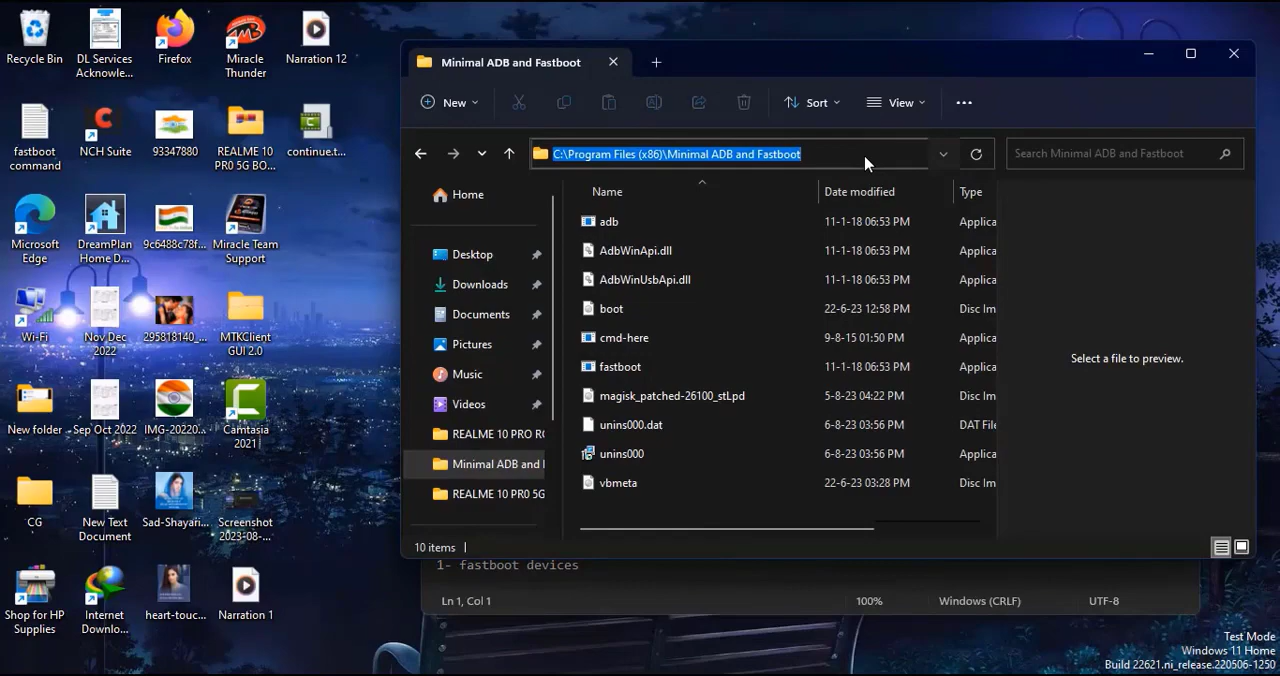 Recycle Bin
DL Services
Acknowle...
Firefox
Miracle
Thunder
Narration 12
fastboot
command
NCH Suite
93347880
REALME 10
PR0 5G BO...
continue.t...
Microsoft
Edge
DreamPlan
Home D...
9c6488c78f...
Miracle Team
Support
Wi-Fi
Nov Dec
2022
295818140_...
MTKClient
GUI 2.0
New folder
Sep Oct 2022
IMG-20220...
Camtasia
2021
CG
New Text
Document
Sad-Shayari...
Screenshot
2023-08-...
Shop for HP
Supplies
Internet
Downlo...
heart-touc...
Narration 1
Minimal ADB and Fastboot
New
Sort
View
C:\Program Files (x86)\Minimal ADB and Fastboot
Search Minimal ADB and Fastboot
Home
Desktop
Downloads
Documents
Pictures
Music
Videos
REALME 10 PRO RO
Minimal ADB and F
REALME 10 PR0 5G
Name Date modified Type
adb 11-1-18 06:53 PM Applica
AdbWinApi.dll 11-1-18 06:53 PM Applica
AdbWinUsbApi.dll 11-1-18 06:53 PM Applica
boot 22-6-23 12:58 PM Disc Im
cmd-here 9-8-15 01:50 PM Applica
fastboot 11-1-18 06:53 PM Applica
magisk_patched-26100_stLpd 5-8-23 04:22 PM Disc Im
unins000.dat 6-8-23 03:56 PM DAT File
unins000 6-8-23 03:56 PM Applica
vbmeta 22-6-23 03:28 PM Disc Im
Select a file to preview.
10 items
1- fastboot devices
Ln 1, Col 1 100% Windows (CRLF) UTF-8
Test Mode
Windows 11 Home
Build 22621.ni_release.220506-1250